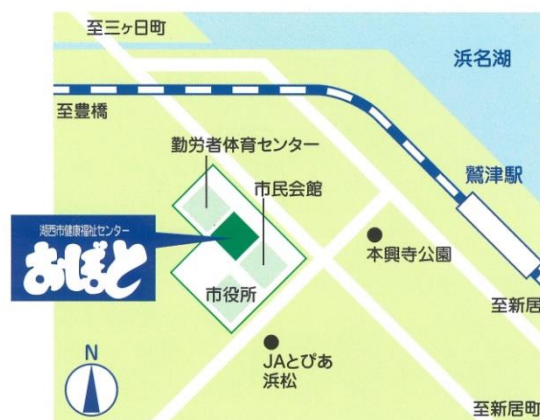 至三ヶ日町
浜名湖
至豊橋
勤労者体育センター
鷲津駅
市民会館
湖西市健康福祉センター
おぼと
本興寺公園
市役所
至新居
JAとぴあ
浜松
N
至新居町